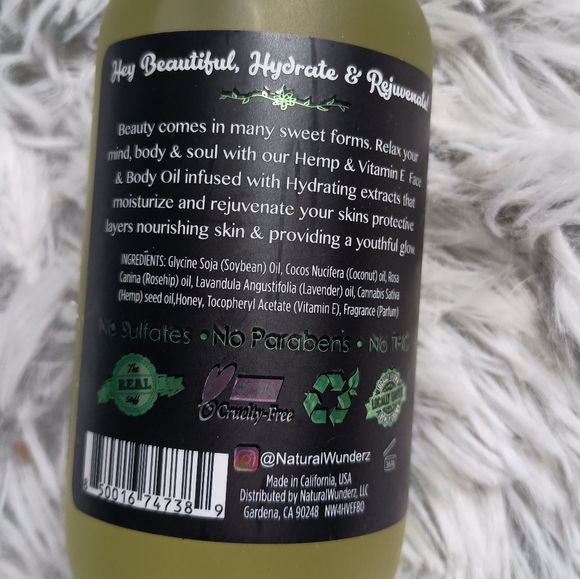 Hey Beautiful, Hydrate & Rejuvenate!
Beauty comes in many sweet forms. Relax your
mind, body & soul with our Hemp & Vitamin E Face
& Body Oil infused with Hydrating extracts that
moisturize and rejuvenate your skins protective
layers nourishing skin & providing a youthful glow
INGREDIENTS: Glycine Soja (Soybean) Oil, Cocos Nucifera (Coconut) oil, Rosa
Canina (Rosehip) oil, Lavandula Angustifolia (Lavender) oil, Cannabis Sativa
(Hemp) seed oil,Honey, Tocopheryl Acetate (Vitamin E), Fragrance (Parfum)
No Sulfates • No Parabens • No THC
The
REAL
Stuff
Cruelty-Free
LOCALLY
@NaturalWunderz
Made in California, USA
Distributed by NaturalWunderz, LLC
Gardena, CA 90248 NW4HVEFBO
8 50016 74738 9